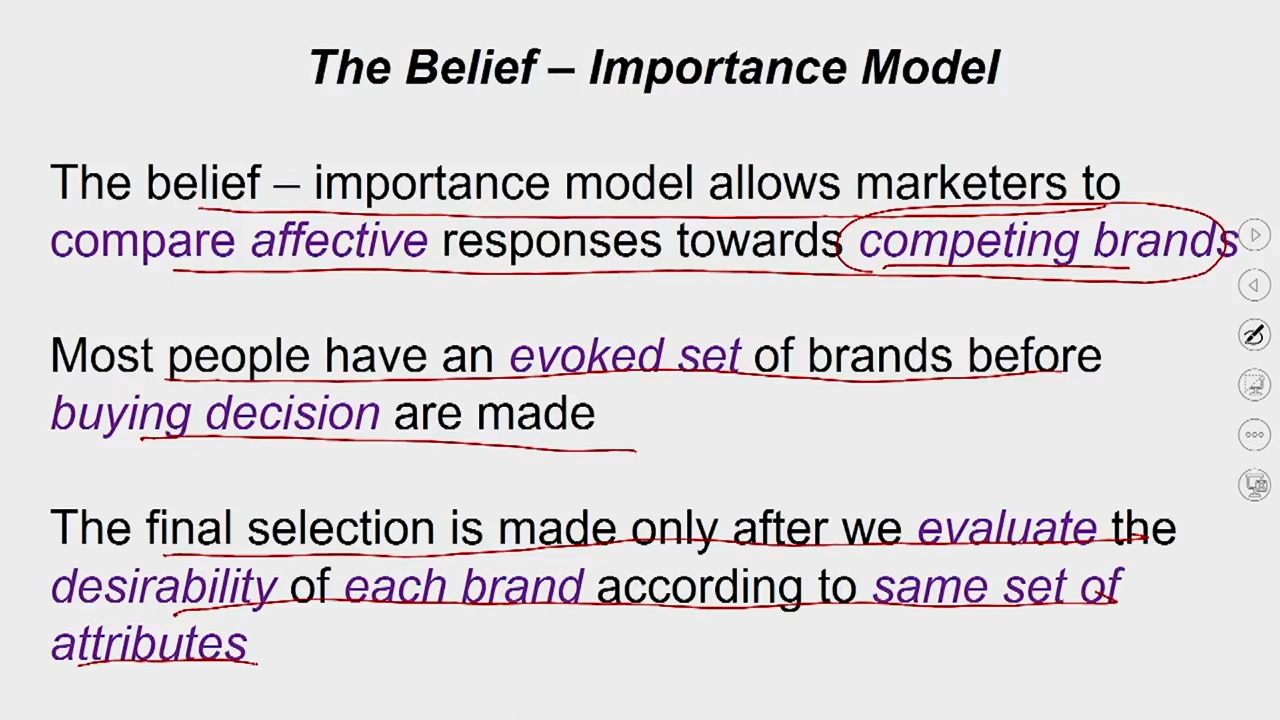 The Belief – Importance Model
The belief – importance model allows marketers to
compare affective responses towards competing brands
Most people have an evoked set of brands before
buying decision are made
The final selection is made only after we evaluate the
desirability of each brand according to same set of
attributes